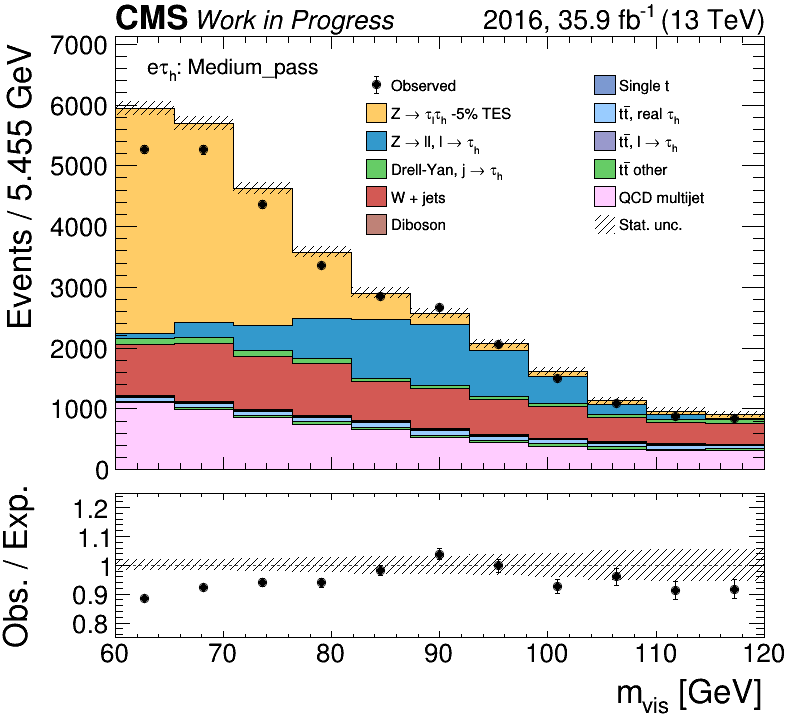 CMS Work in Progress 2016, 35.9 fb⁻¹ (13 TeV)
Events / 5.455 GeV
7000
6000
5000
4000
3000
2000
1000
0
eτₕ: Medium_pass
Observed
Z → τₗτₕ -5% TES
Z → ll, l → τₕ
Drell-Yan, j → τₕ
W + jets
Diboson
Single t
tt̄, real τₕ
tt̄, l → τₕ
tt̄ other
QCD multijet
Stat. unc.
Obs. / Exp.
1.2
1.1
1
0.9
0.8
60 70 80 90 100 110 120
m_vis [GeV]